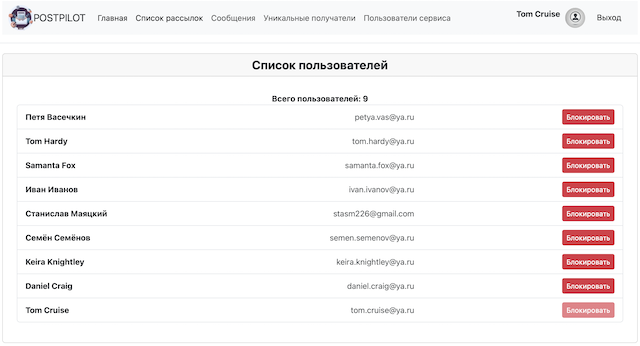 POSTPILOT Главная Список рассылок Сообщения Уникальные получатели Пользователи сервиса Tom Cruise Выход
Список пользователей
Всего пользователей: 9
Петя Васечкин petya.vas@ya.ru Блокировать
Tom Hardy tom.hardy@ya.ru Блокировать
Samanta Fox samanta.fox@ya.ru Блокировать
Иван Иванов ivan.ivanov@ya.ru Блокировать
Станислав Маяцкий stasm226@gmail.com Блокировать
Семён Семёнов semen.semenov@ya.ru Блокировать
Keira Knightley keira.knightley@ya.ru Блокировать
Daniel Craig daniel.craig@ya.ru Блокировать
Tom Cruise tom.cruise@ya.ru Блокировать